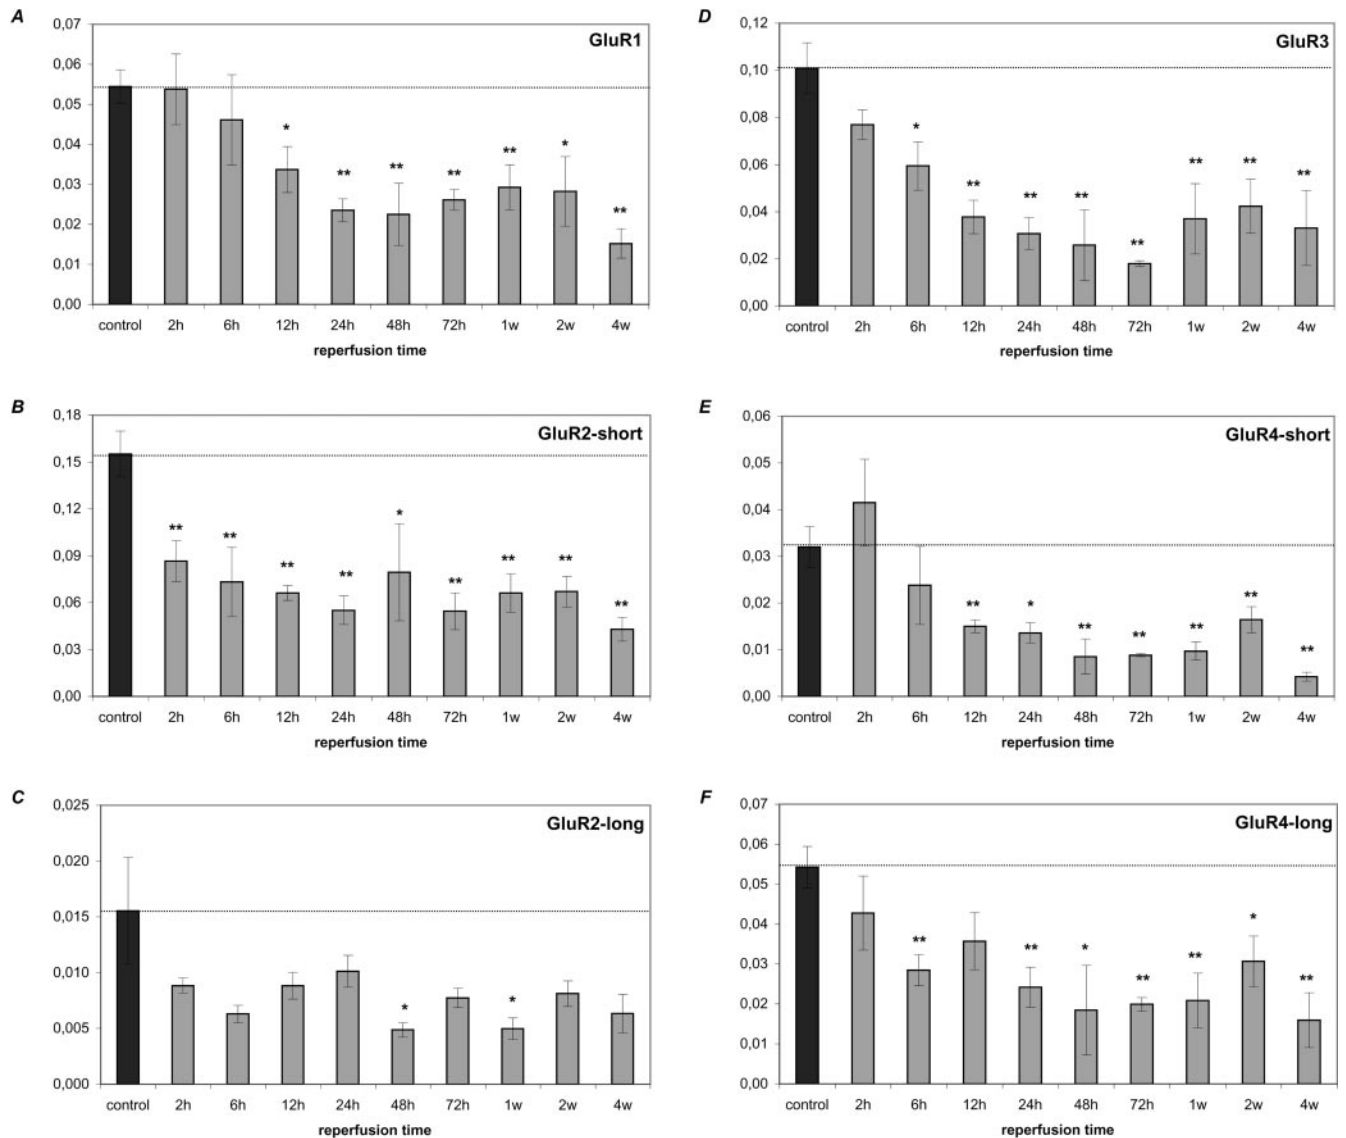 A
GluR1
0,07
0,06
0,05
0,04
0,03
0,02
0,01
0,00
* ** ** ** ** * **
control 2h 6h 12h 24h 48h 72h 1w 2w 4w
reperfusion time
B
GluR2-short
0,18
0,15
0,12
0,09
0,06
0,03
0,00
** ** ** ** * ** ** ** **
control 2h 6h 12h 24h 48h 72h 1w 2w 4w
reperfusion time
C
GluR2-long
0,025
0,020
0,015
0,010
0,005
0,000
* *
control 2h 6h 12h 24h 48h 72h 1w 2w 4w
reperfusion time
D
GluR3
0,12
0,10
0,08
0,06
0,04
0,02
0,00
* ** ** ** ** ** ** **
control 2h 6h 12h 24h 48h 72h 1w 2w 4w
reperfusion time
E
GluR4-short
0,06
0,05
0,04
0,03
0,02
0,01
0,00
** * ** ** ** ** **
control 2h 6h 12h 24h 48h 72h 1w 2w 4w
reperfusion time
F
GluR4-long
0,07
0,06
0,05
0,04
0,03
0,02
0,01
0,00
** ** * ** ** * **
control 2h 6h 12h 24h 48h 72h 1w 2w 4w
reperfusion time